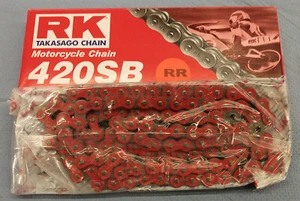 RK
TAKASAGO CHAIN
Motorcycle Chain
420SB
RR